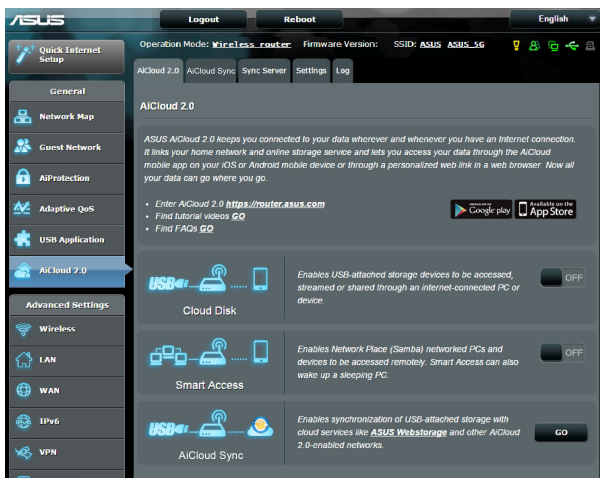 ASUS
Logout
Reboot
English
Quick Internet
Setup
Operation Mode: Wireless router Firmware Version: SSID: ASUS ASUS_5G
AiCloud 2.0
AiCloud Sync
Sync Server
Settings
Log
General
Network Map
Guest Network
AiProtection
Adaptive QoS
USB Application
AiCloud 2.0
Advanced Settings
Wireless
LAN
WAN
IPv6
VPN
AiCloud 2.0
ASUS AiCloud 2.0 keeps you connected to your data wherever and whenever you have an Internet connection.
It links your home network and online storage service and lets you access your data through the AiCloud
mobile app on your iOS or Android mobile device or through a personalized web link in a web browser. Now all
your data can go where you go.
Enter AiCloud 2.0 https://router.asus.com
Find tutorial videos GO
Find FAQs GO
Google play
Available on the
App Store
USB
Cloud Disk
Enables USB-attached storage devices to be accessed,
streamed or shared through an internet-connected PC or
device.
OFF
Smart Access
Enables Network Place (Samba) networked PCs and
devices to be accessed remotely. Smart Access can also
wake up a sleeping PC.
OFF
USB
AiCloud Sync
Enables synchronization of USB-attached storage with
cloud services like ASUS Webstorage and other AiCloud
2.0-enabled networks.
GO